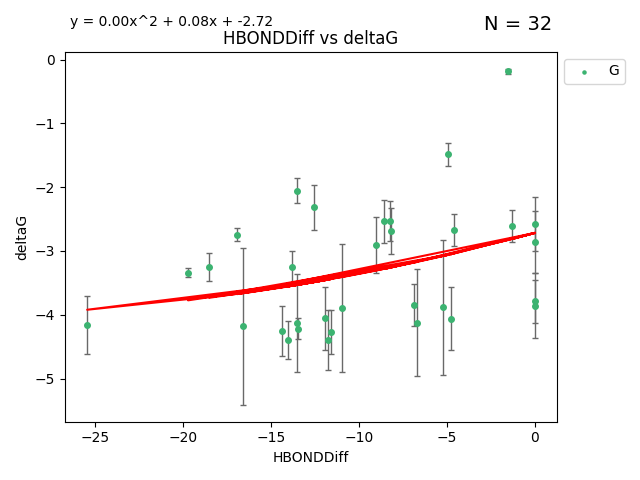 y = 0.00x^2 + 0.08x + -2.72
N = 32
HBONDDiff vs deltaG
G
deltaG
0
−1
−2
−3
−4
−5
−25
−20
−15
−10
−5
0
HBONDDiff